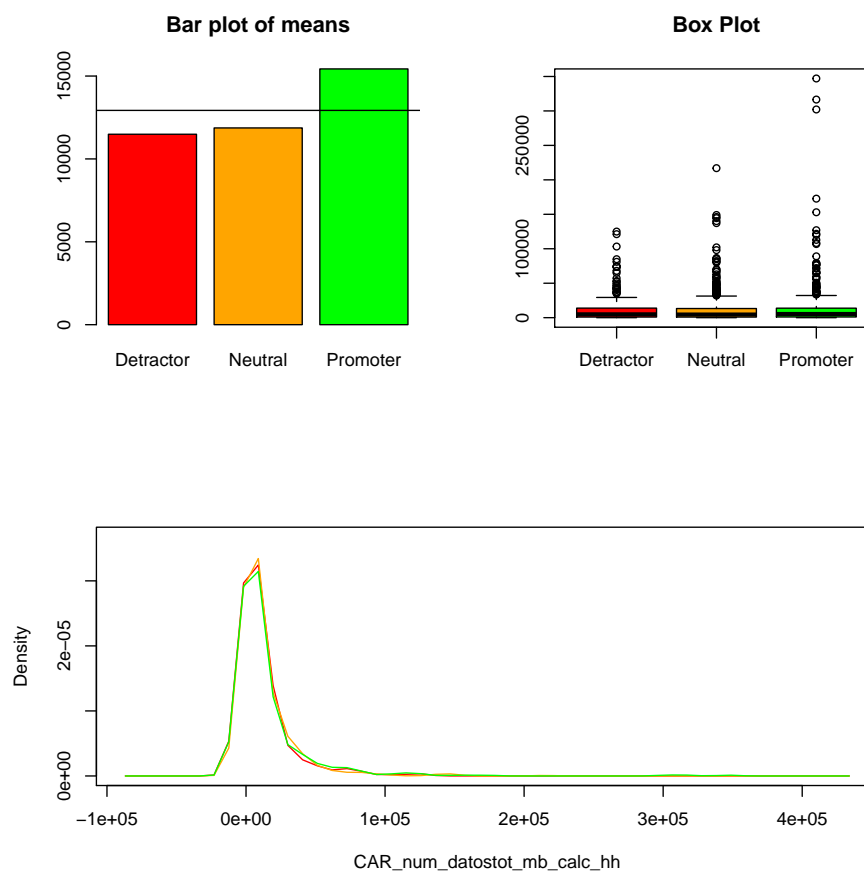 Bar plot of means
15000
10000
5000
0
Detractor Neutral Promoter
Box Plot
250000
100000
0
Detractor Neutral Promoter
Density
2e−05
0e+00
−1e+05 0e+00 1e+05 2e+05 3e+05 4e+05
CAR_num_datostot_mb_calc_hh